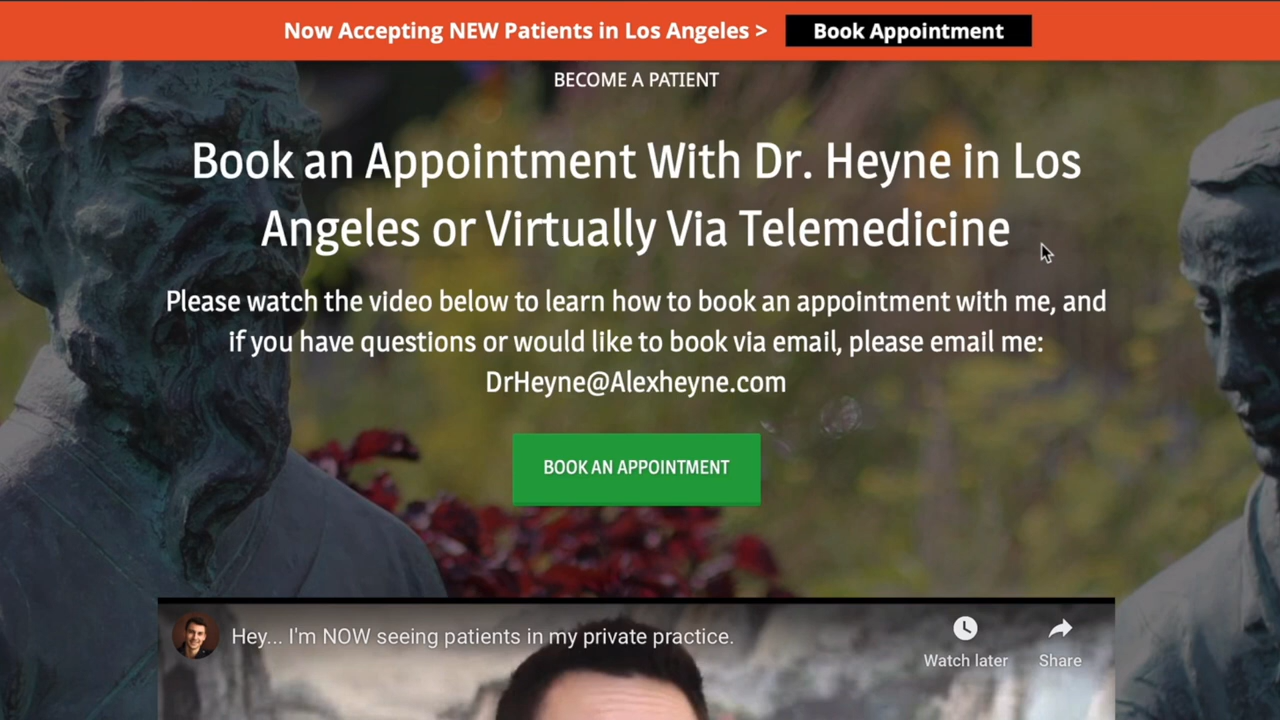 Now Accepting NEW Patients in Los Angeles > Book Appointment
BECOME A PATIENT
Book an Appointment With Dr. Heyne in Los
Angeles or Virtually Via Telemedicine
Please watch the video below to learn how to book an appointment with me, and
if you have questions or would like to book via email, please email me:
DrHeyne@Alexheyne.com
BOOK AN APPOINTMENT
Hey... I'm NOW seeing patients in my private practice.
Watch later
Share